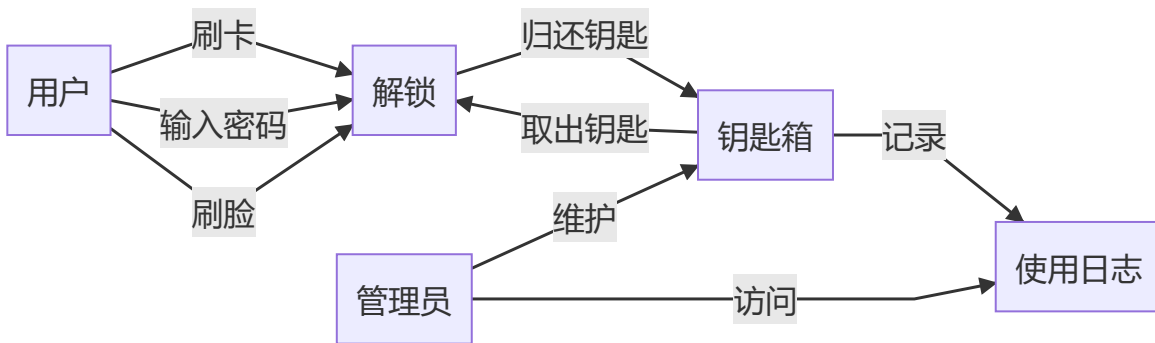 刷卡
归还钥匙
用户
解锁
输入密码
取出钥匙
钥匙箱
记录
刷脸
维护
使用日志
管理员
访问